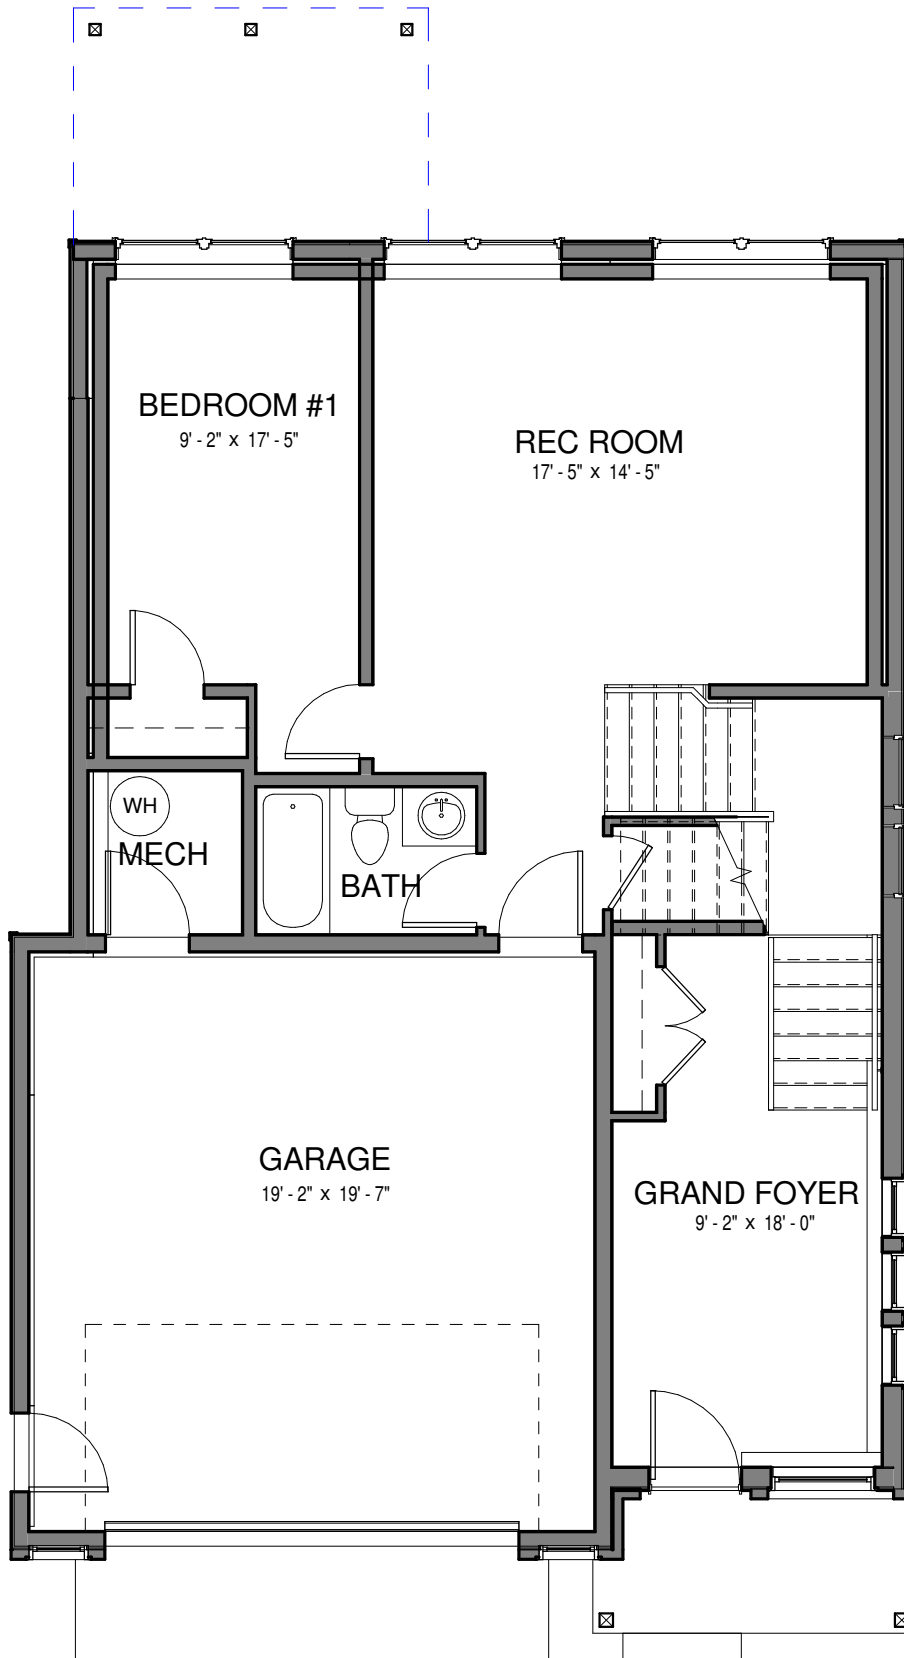 BEDROOM #1
9' - 2" x 17' - 5"
REC ROOM
17' - 5" x 14' - 5"
WH
MECH
BATH
GARAGE
19' - 2" x 19' - 7"
GRAND FOYER
9' - 2" x 18' - 0"